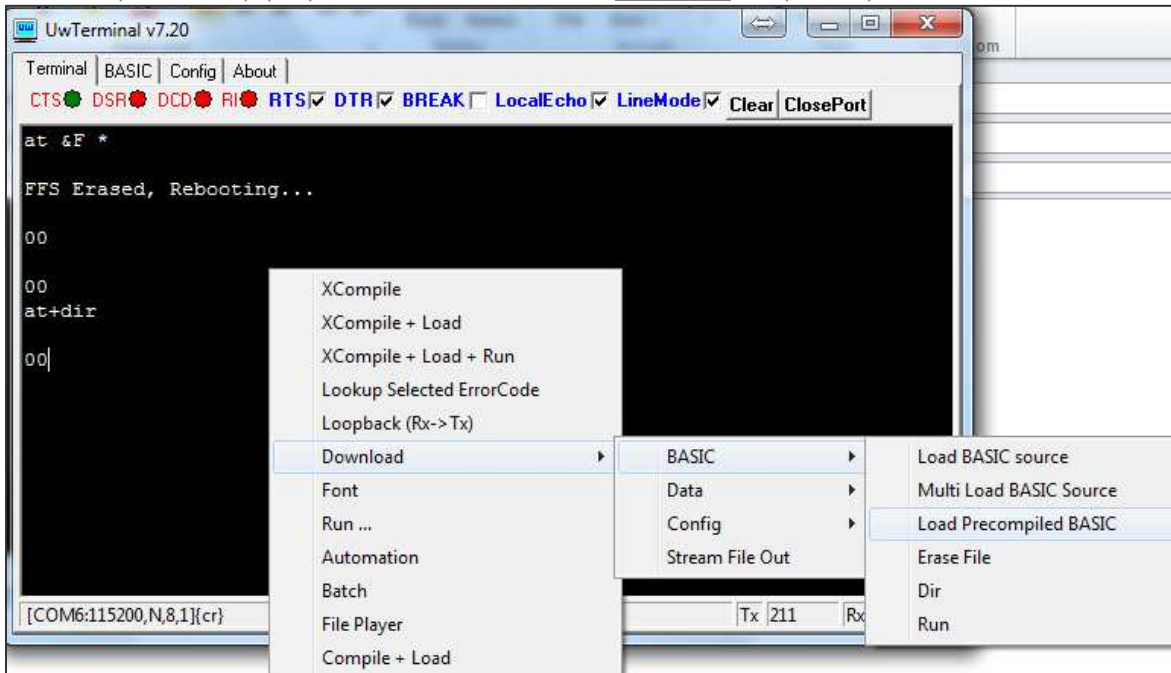 UwTerminal v7.20
Terminal BASIC Config About
CTS DSR DCD RI RTS DTR BREAK LocalEcho LineMode Clear ClosePort
at &F *
FFS Erased, Rebooting...
00
00
at+dir
00
XCompile
XCompile + Load
XCompile + Load + Run
Lookup Selected ErrorCode
Loopback (Rx->Tx)
Download
Font
Run ...
Automation
Batch
File Player
Compile + Load
BASIC
Data
Config
Stream File Out
Load BASIC source
Multi Load BASIC Source
Load Precompiled BASIC
Erase File
Dir
Run
[COM6:115200,N,8,1]{cr}
Tx 211 Rx
om